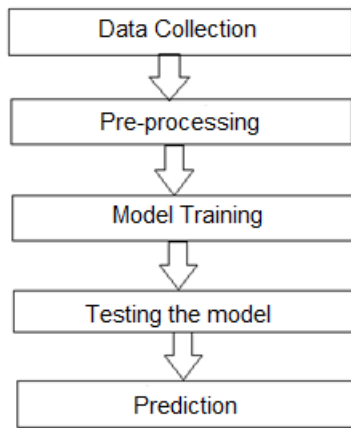 Data Collection
Pre-processing
Model Training
Testing the model
Prediction